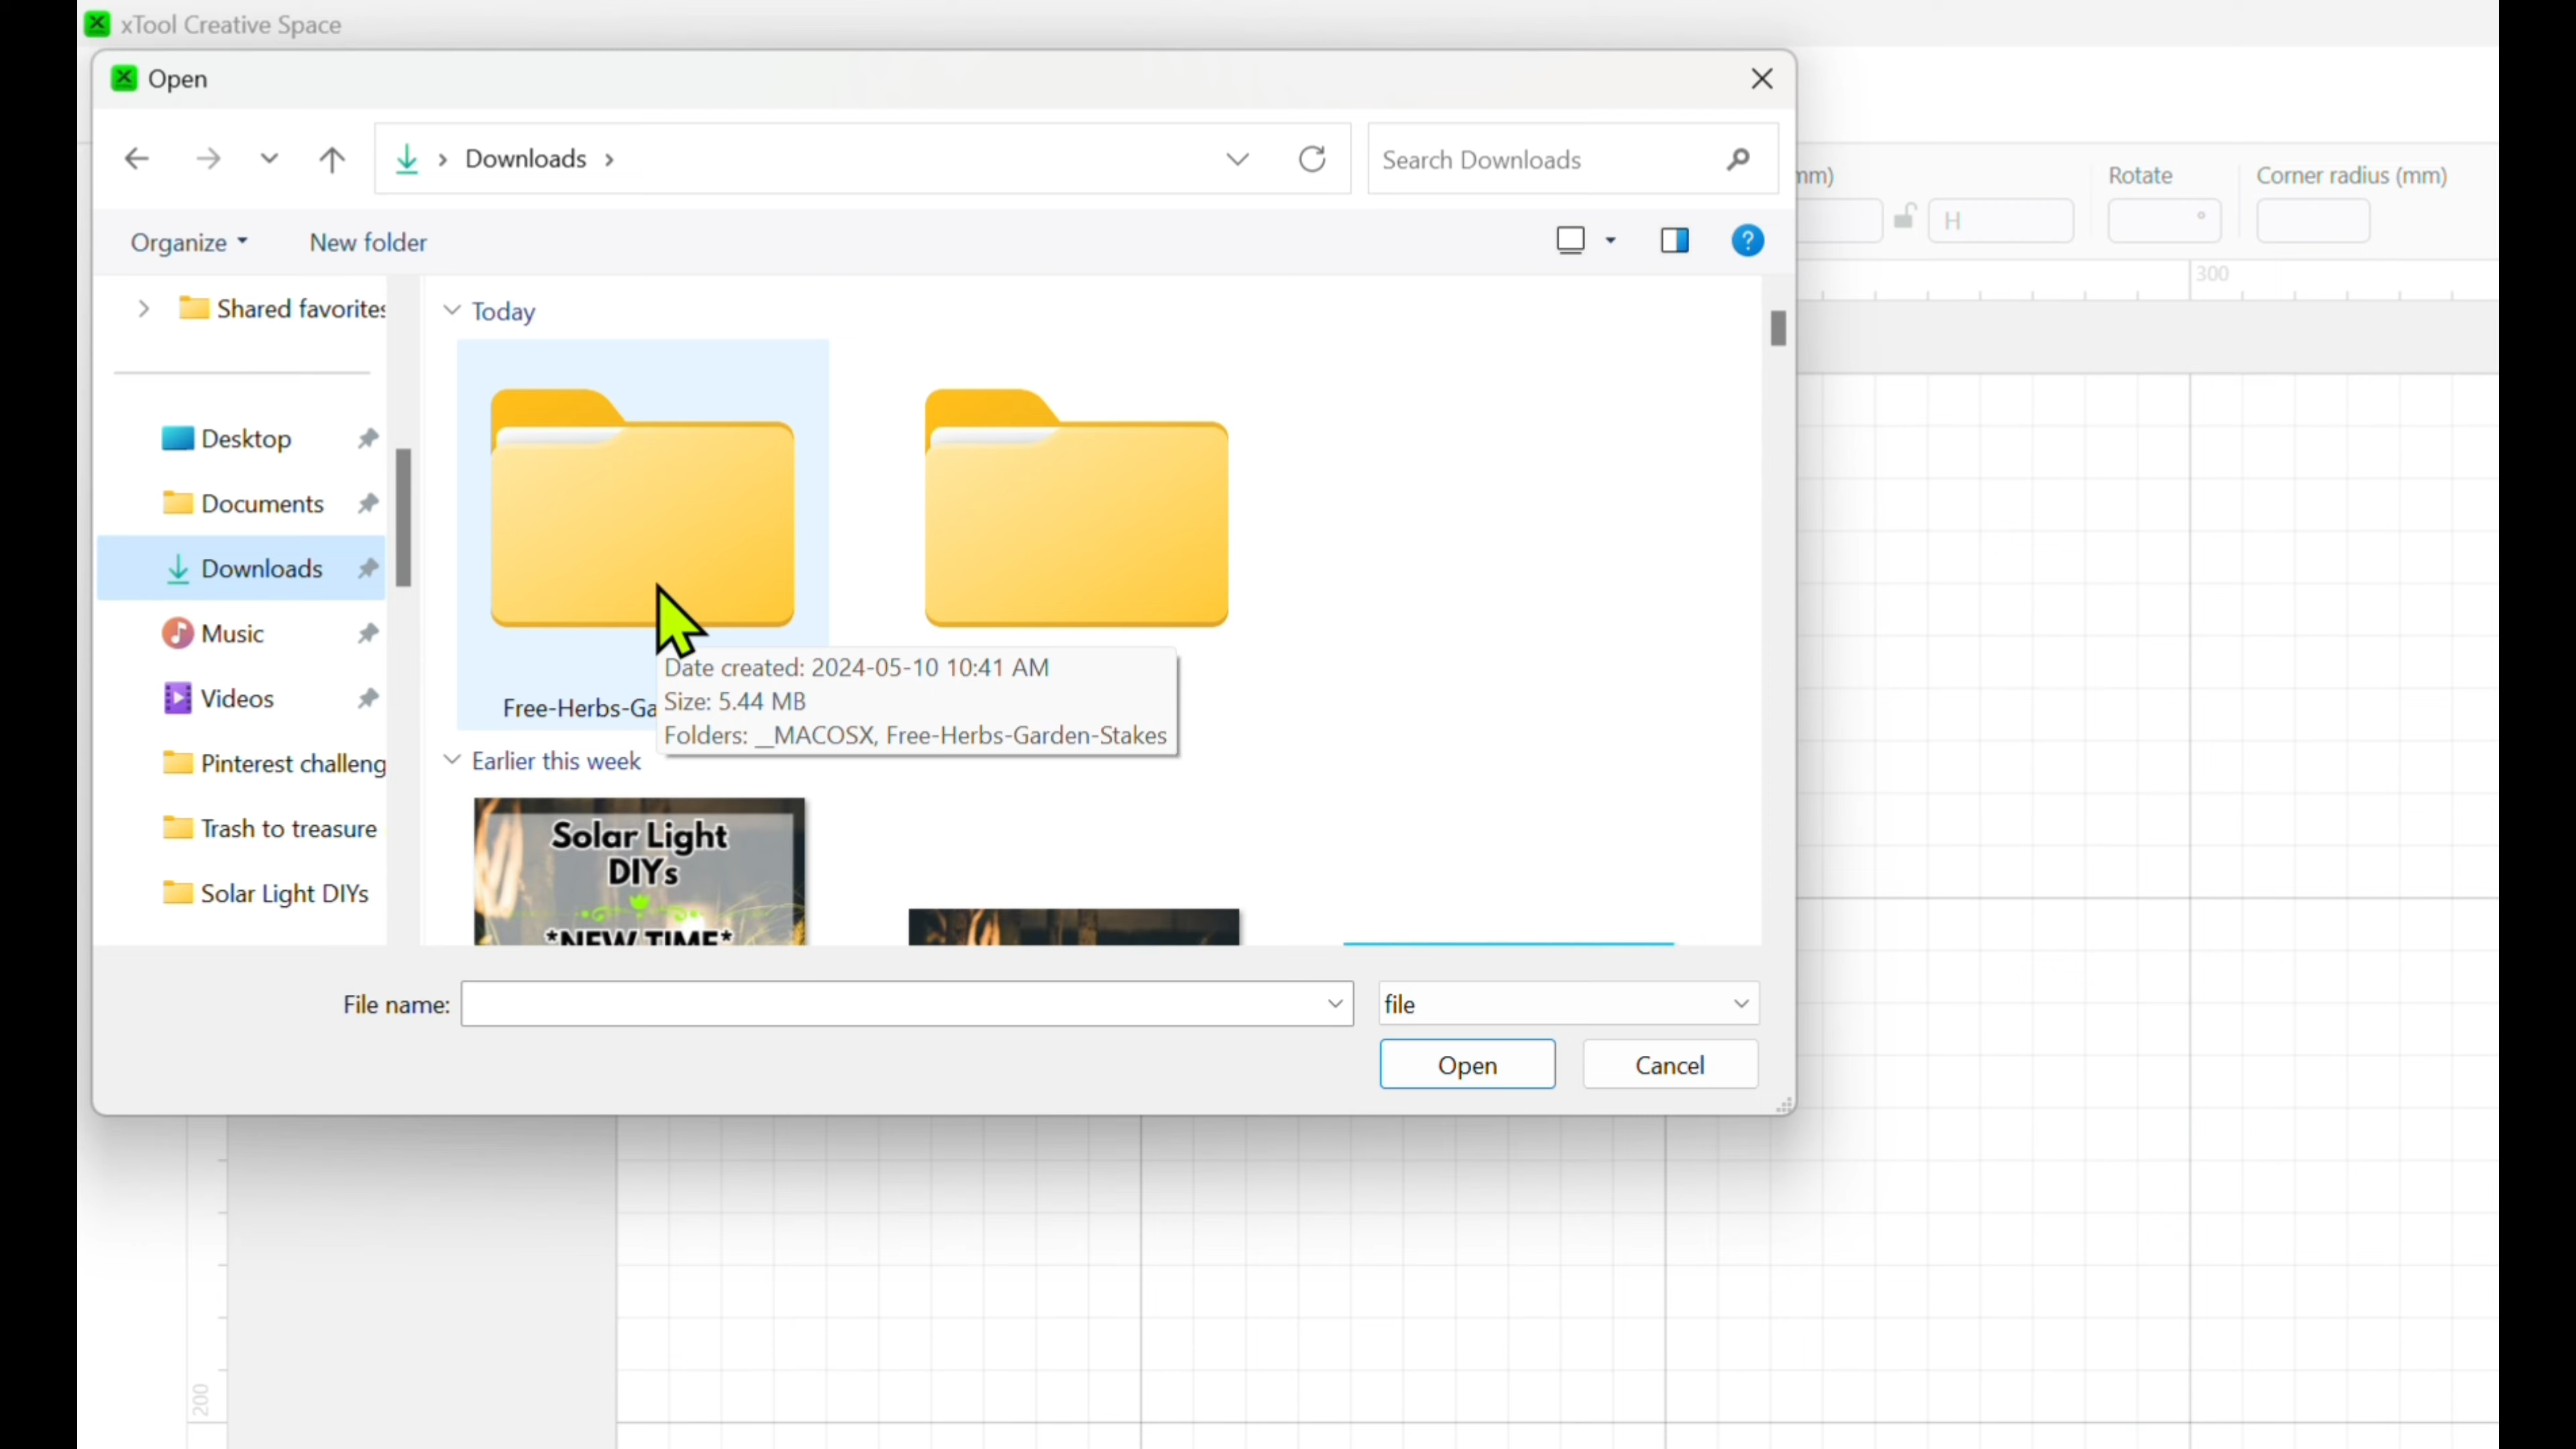 xTool Creative Space
Open
Downloads
Search Downloads
mm)
Rotate
Corner radius (mm)
H
°
Organize
New folder
?
300
Shared favorites
Today
Desktop
Documents
Downloads
Music
Videos
Pinterest challeng
Trash to treasure
Solar Light DIYs
Free-Herbs-Ga
Date created: 2024-05-10 10:41 AM
Size: 5.44 MB
Folders: __MACOSX, Free-Herbs-Garden-Stakes
Earlier this week
Solar Light
DIYs
*NEW TIME*
File name:
file
Open
Cancel
200